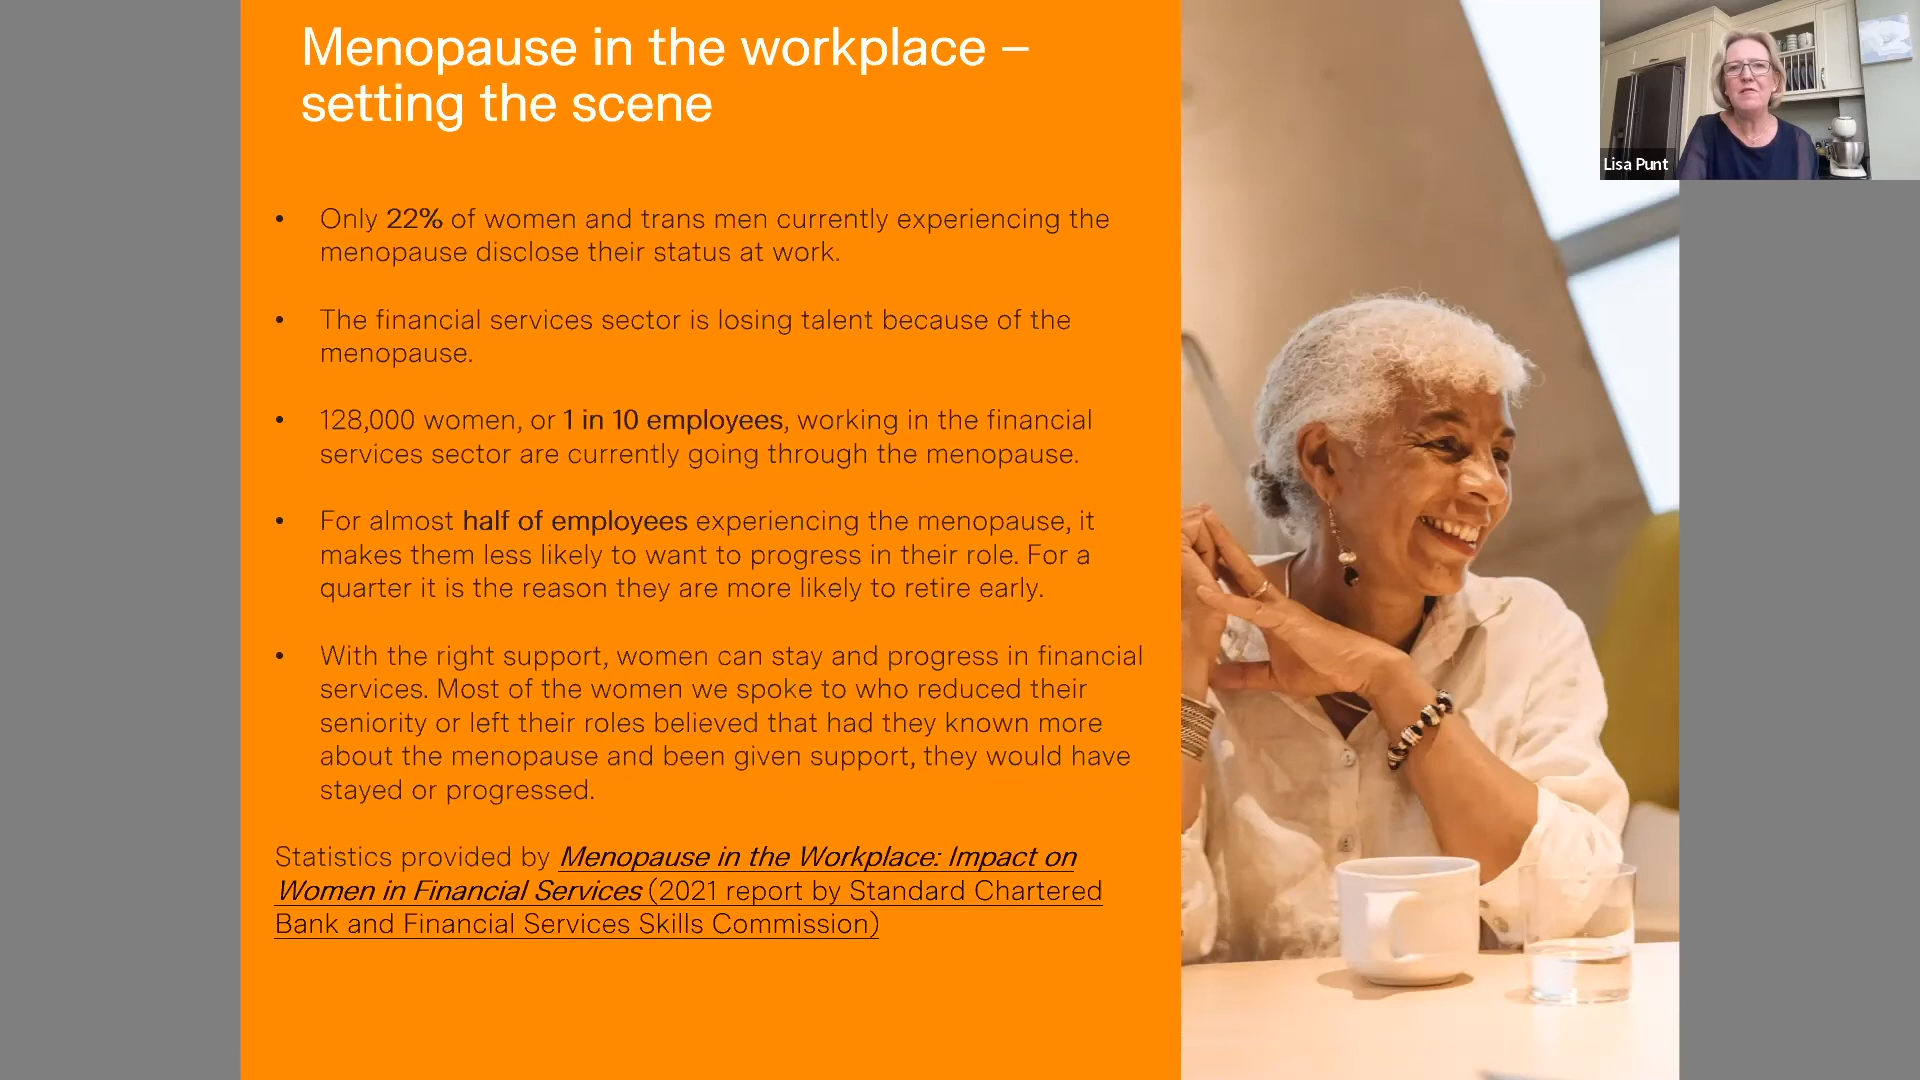 Menopause in the workplace –
setting the scene
Lisa Punt
• Only 22% of women and trans men currently experiencing the
menopause disclose their status at work.
• The financial services sector is losing talent because of the
menopause.
• 128,000 women, or 1 in 10 employees, working in the financial
services sector are currently going through the menopause.
• For almost half of employees experiencing the menopause, it
makes them less likely to want to progress in their role. For a
quarter it is the reason they are more likely to retire early.
• With the right support, women can stay and progress in financial
services. Most of the women we spoke to who reduced their
seniority or left their roles believed that had they known more
about the menopause and been given support, they would have
stayed or progressed.
Statistics provided by Menopause in the Workplace: Impact on
Women in Financial Services (2021 report by Standard Chartered
Bank and Financial Services Skills Commission)